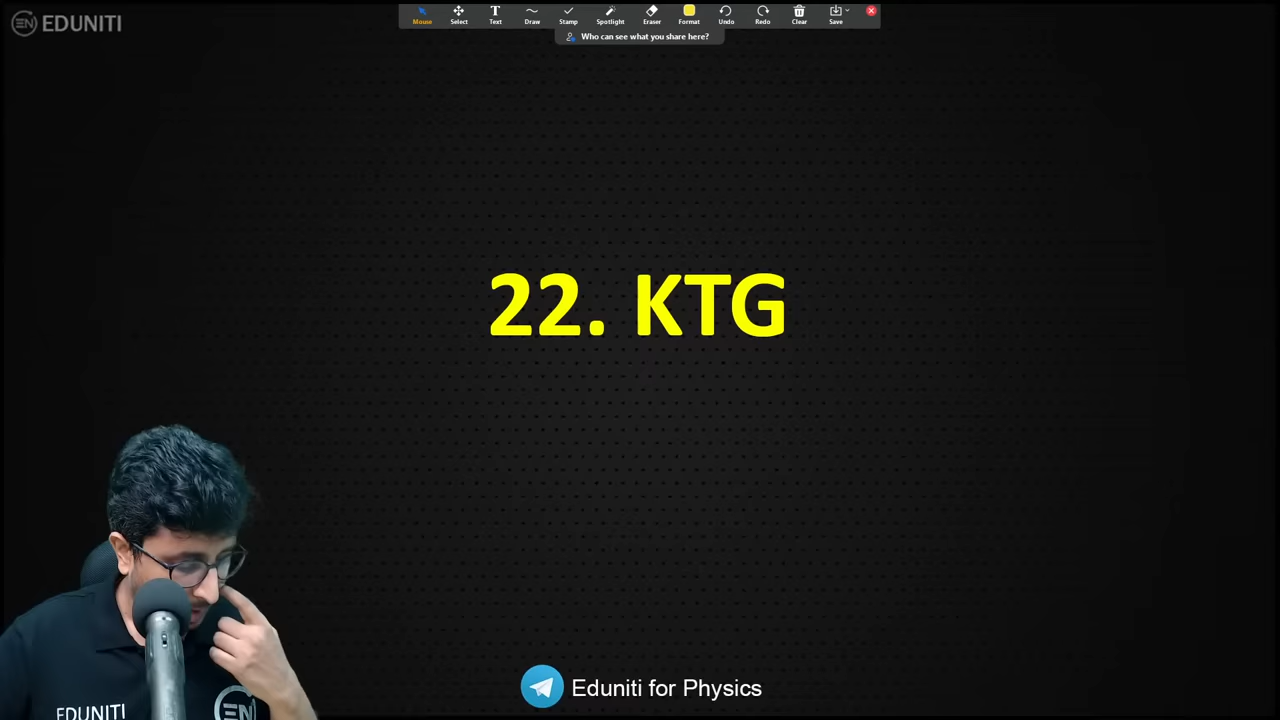 EDUNITI
Mouse Select Text Draw Stamp Spotlight Eraser Format Undo Redo Clear Save
Who can see what you share here?
22. KTG
Eduniti for Physics
EDUNITI
EN